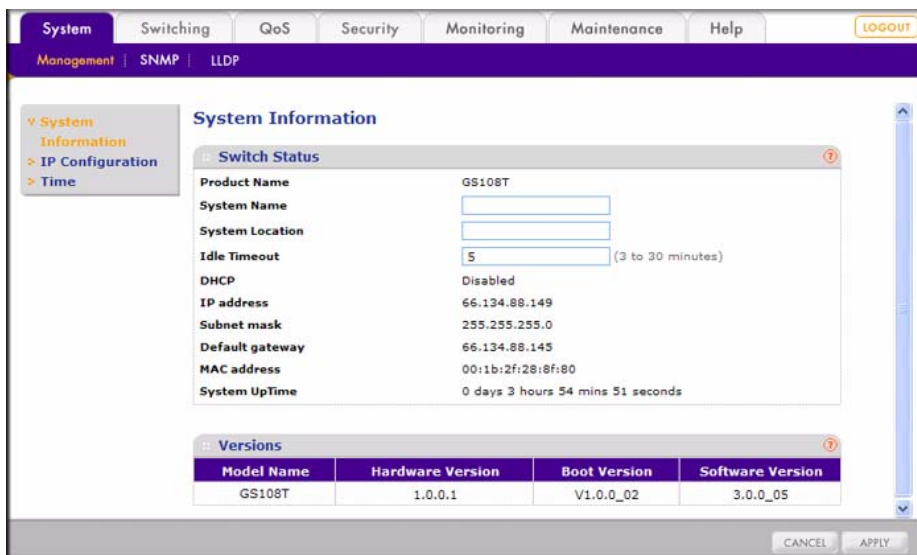 System Switching QoS Security Monitoring Maintenance Help LOGOUT
Management SNMP LLDP
System Information
IP Configuration
Time
System Information
Switch Status
Product Name GS108T
System Name
System Location
Idle Timeout 5 (3 to 30 minutes)
DHCP Disabled
IP address 66.134.88.149
Subnet mask 255.255.255.0
Default gateway 66.134.88.145
MAC address 00:1b:2f:28:8f:80
System UpTime 0 days 3 hours 54 mins 51 seconds
Versions
Model Name Hardware Version Boot Version Software Version
GS108T 1.0.0.1 V1.0.0_02 3.0.0_05
CANCEL APPLY